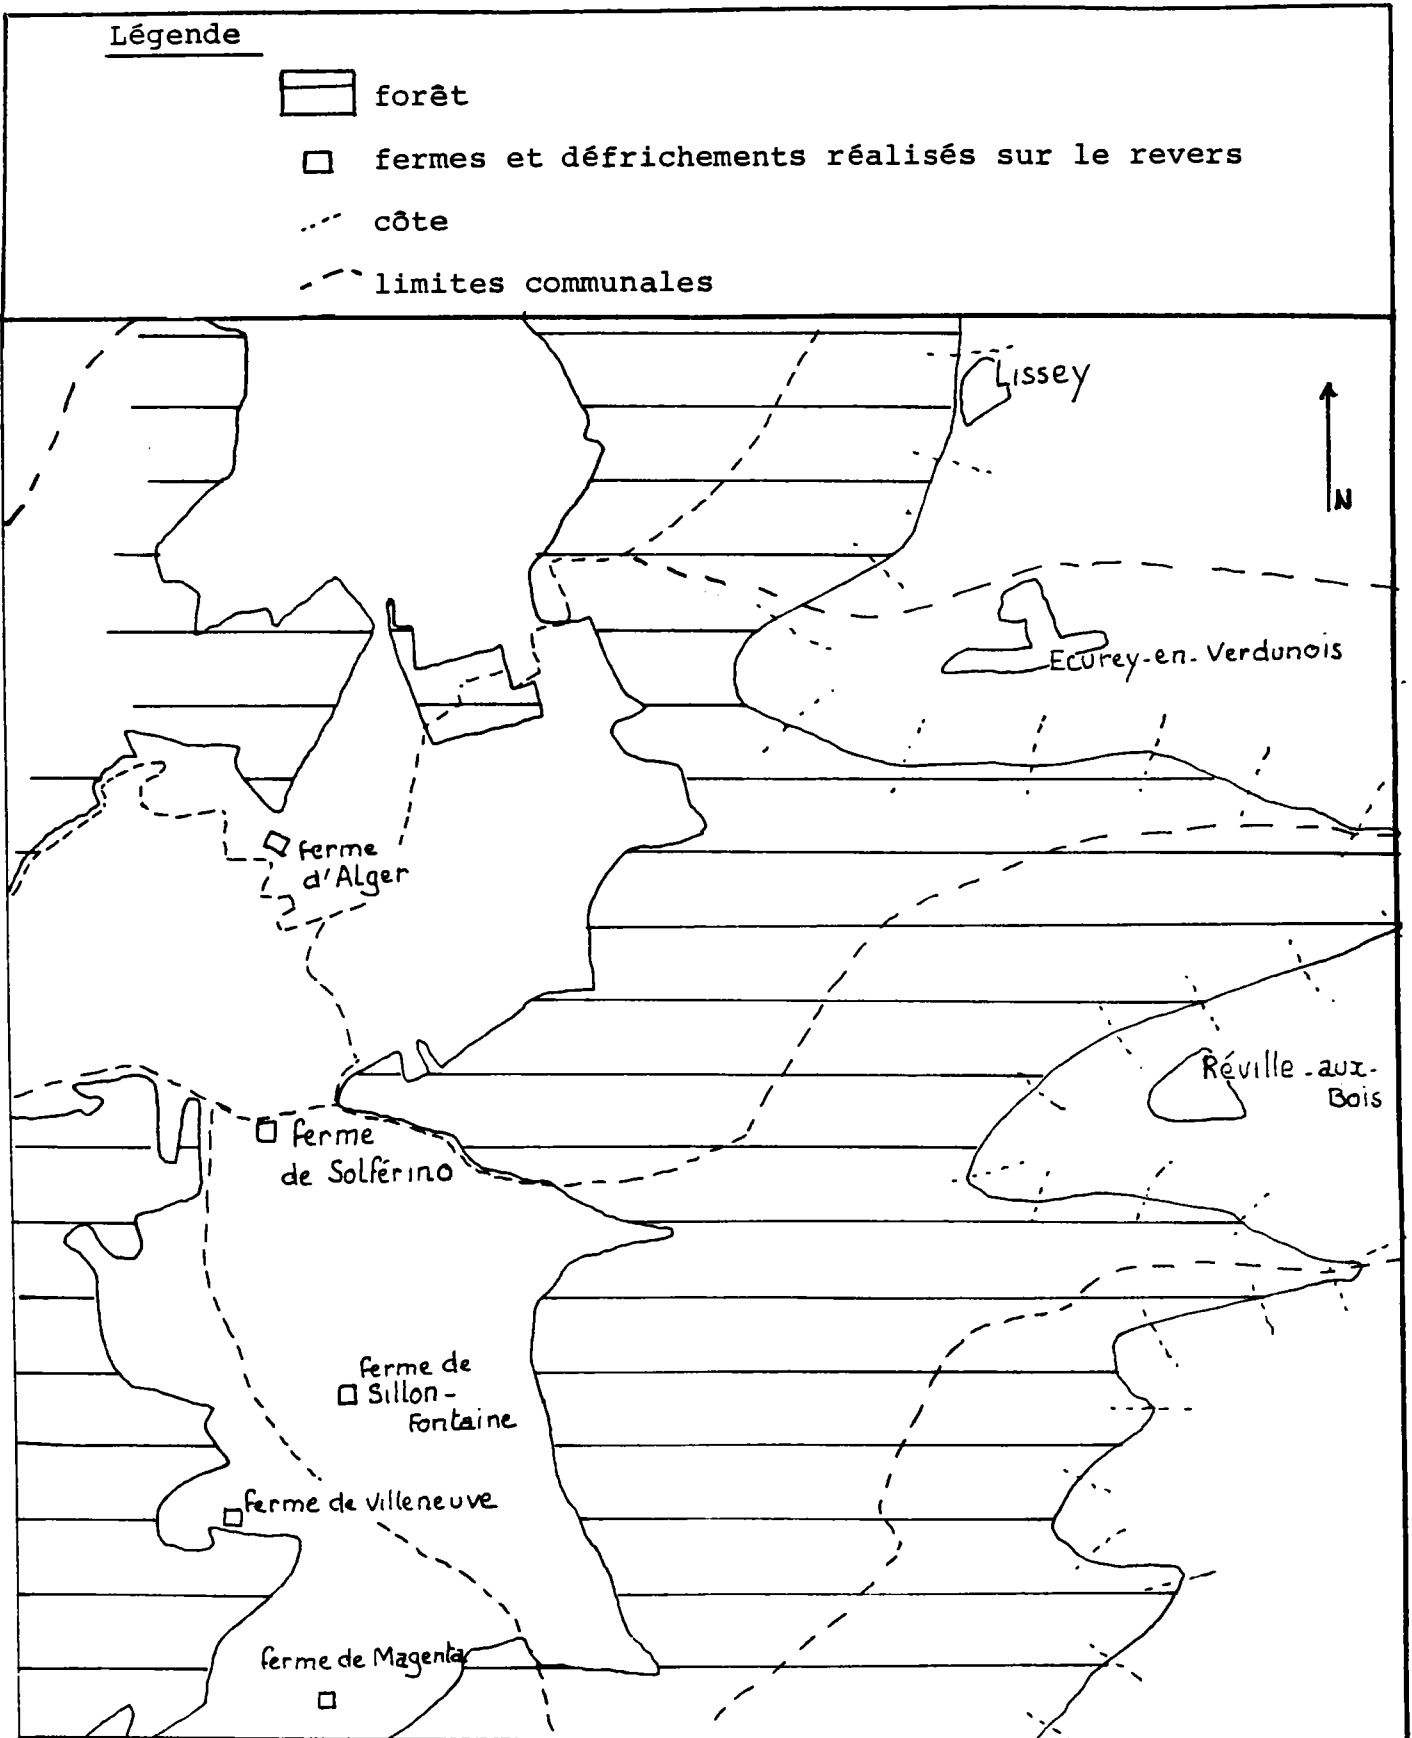 Légende
forêt
fermes et défrichements réalisés sur le revers
côte
limites communales
Lissey
N
Ecurey-en-Verdunois
ferme
d'Alger
Réville-aux-
Bois
ferme
de Solférino
ferme de
Sillon-
Fontaine
ferme de villeneuve
ferme de Magenta